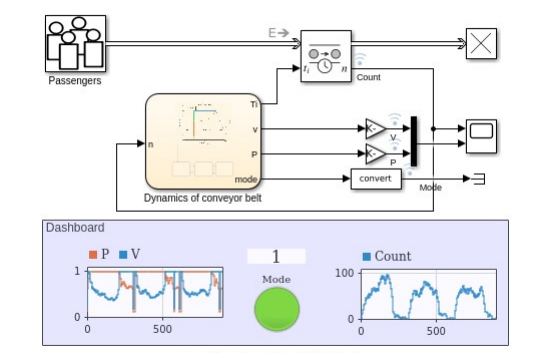 E
Passengers
ti n
Count
Ti
v
K-
V
n
P
K-
P
mode
convert
Mode
Dynamics of conveyor belt
Dashboard
P V
1
Mode
Count
1
0
0 500
100
0
0 500